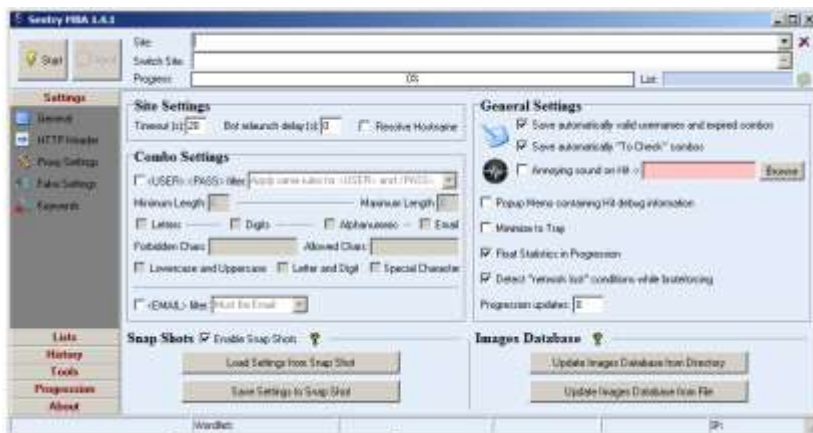 Sentry MBA 1.4.1
Site:
Start
Switch Site:
Progress:
0%
List:
Settings
General
HTTP Header
Proxy Settings
Fake Settings
Keywords
Lists
History
Tools
Progression
About
Site Settings
Timeout (s): 20 Bot relaunch delay (s): 0 Resolve Hostname
Combo Settings
<USER> <PASS> filter: Apply same rules for <USER> and <PASS>
Minimum Length Maximum Length
Letters Digits Alphanumeric Email
Forbidden Chars: Allowed Chars:
Lowercase and Uppercase Letter and Digit Special Character
<EMAIL> filter: Must be Email
Snap Shots Enable Snap Shots
Load Settings from Snap Shot
Save Settings to Snap Shot
General Settings
Save automatically valid usernames and expired combos
Save automatically "To Check" combos
Annoying sound on Hit -> Browse
Popup Memo containing Hit debug information
Minimize to Tray
Float Statistics in Progression
Detect "network lost" conditions while bruteforcing
Progression updates:
Images Database
Update Images Database from Directory
Update Images Database from File
Wordlist:
IP: